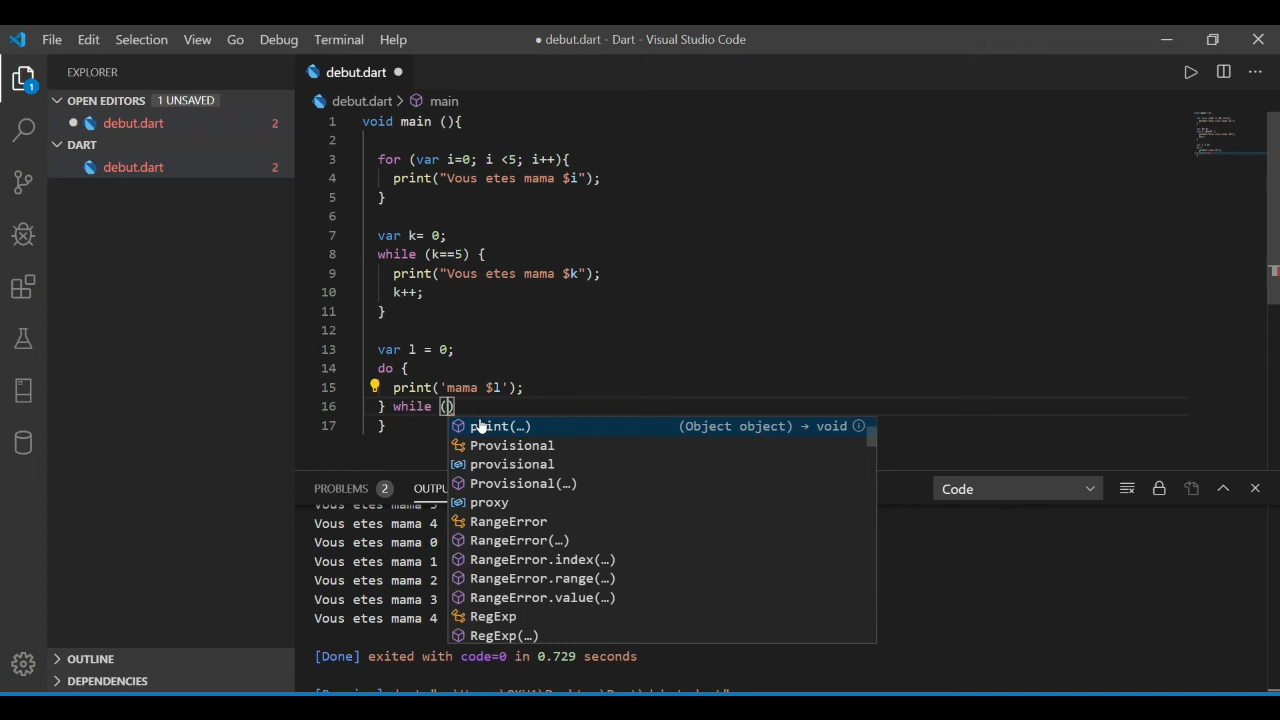 File Edit Selection View Go Debug Terminal Help ● debut.dart - Dart - Visual Studio Code
EXPLORER
OPEN EDITORS 1 UNSAVED
debut.dart 2
DART
debut.dart 2
OUTLINE
DEPENDENCIES
debut.dart
debut.dart > main
1 void main (){
2
3 for (var i=0; i <5; i++){
4 print("Vous etes mama $i");
5 }
6
7 var k= 0;
8 while (k==5) {
9 print("Vous etes mama $k");
10 k++;
11 }
12
13 var l = 0;
14 do {
15 print('mama $l');
16 } while ()
17 }
print(…) (Object object) → void
Provisional
provisional
Provisional(…)
proxy
RangeError
RangeError(…)
RangeError.index(…)
RangeError.range(…)
RangeError.value(…)
RegExp
RegExp(…)
PROBLEMS 2 OUTPU Code
Vous etes mama 4
Vous etes mama 0
Vous etes mama 1
Vous etes mama 2
Vous etes mama 3
Vous etes mama 4
[Done] exited with code=0 in 0.729 seconds